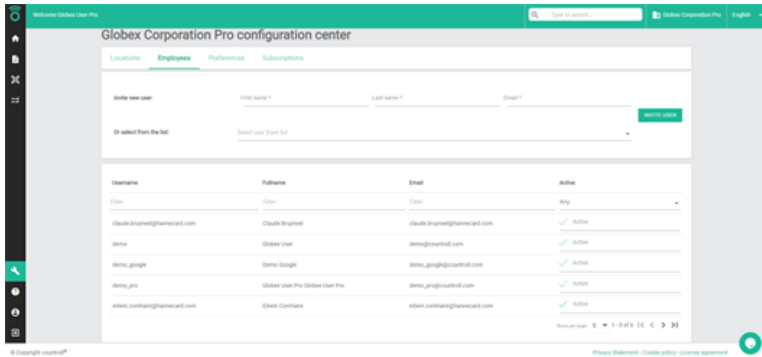 Welcome Globex User Pro
Type to search...
Globex Corporation Pro
English
Globex Corporation Pro configuration center
Locations Employees Preferences Subscriptions
Invite new user: First name * Last name * Email *
INVITE USER
Or select from the list: Select user from list
Username Fullname Email Active
Filter Filter Filter Any
claude.bruyneel@hannecard.com Claude Bruyneel claude.bruyneel@hannecard.com Active
demo Globex User demo@countroll.com Active
demo_google Demo Google demo_google@countroll.com Active
demo_pro Globex User Pro Globex User Pro demo_pro@countroll.com Active
edwin.comhaire@hannecard.com Edwin Comhaire edwin.comhaire@hannecard.com Active
Rows per page: 5 1-5 of 6
© Copyright countroll® Privacy Statement - Cookie policy - License agreement